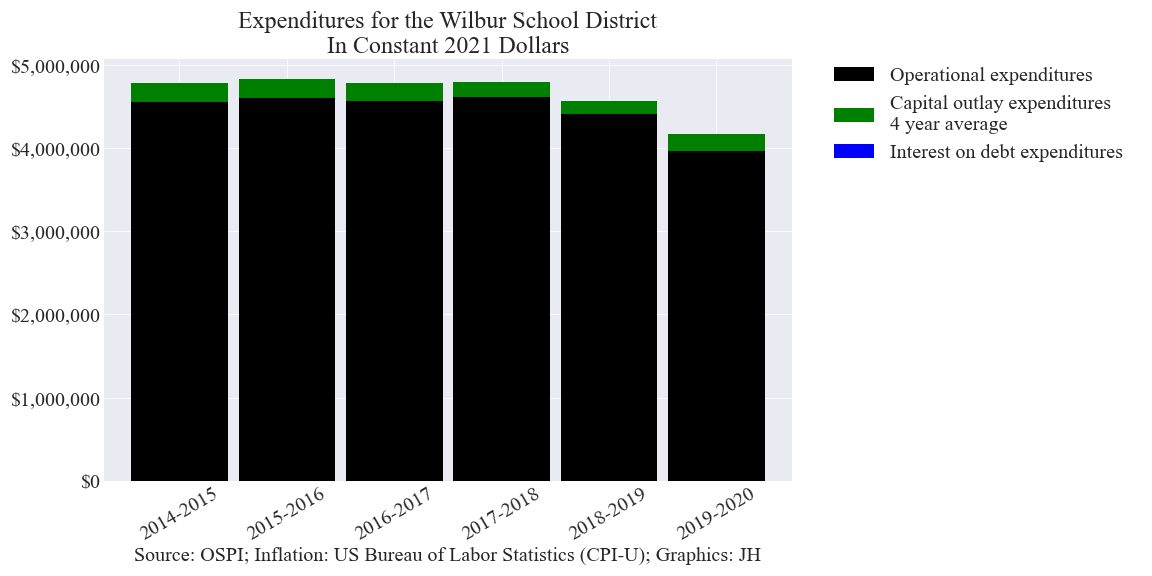 Expenditures for the Wilbur School District
In Constant 2021 Dollars
$5,000,000
$4,000,000
$3,000,000
$2,000,000
$1,000,000
$0
2014-2015
2015-2016
2016-2017
2017-2018
2018-2019
2019-2020
Source: OSPI; Inflation: US Bureau of Labor Statistics (CPI-U); Graphics: JH
Operational expenditures
Capital outlay expenditures
4 year average
Interest on debt expenditures